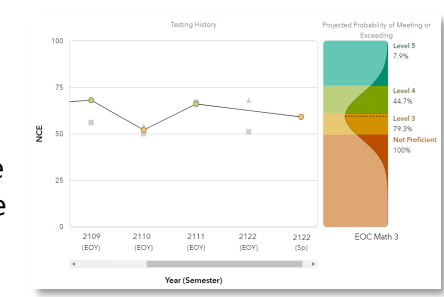 Testing History
Projected Probability of Meeting or
Exceeding
100
75
50
25
0
NCE
Level 5
7.9%
Level 4
44.7%
Level 3
79.3%
Not Proficient
100%
2109
(EOY)
2110
(EOY)
2111
(EOY)
2122
(EOY)
2122
(Sp)
EOC Math 3
Year (Semester)
e
e